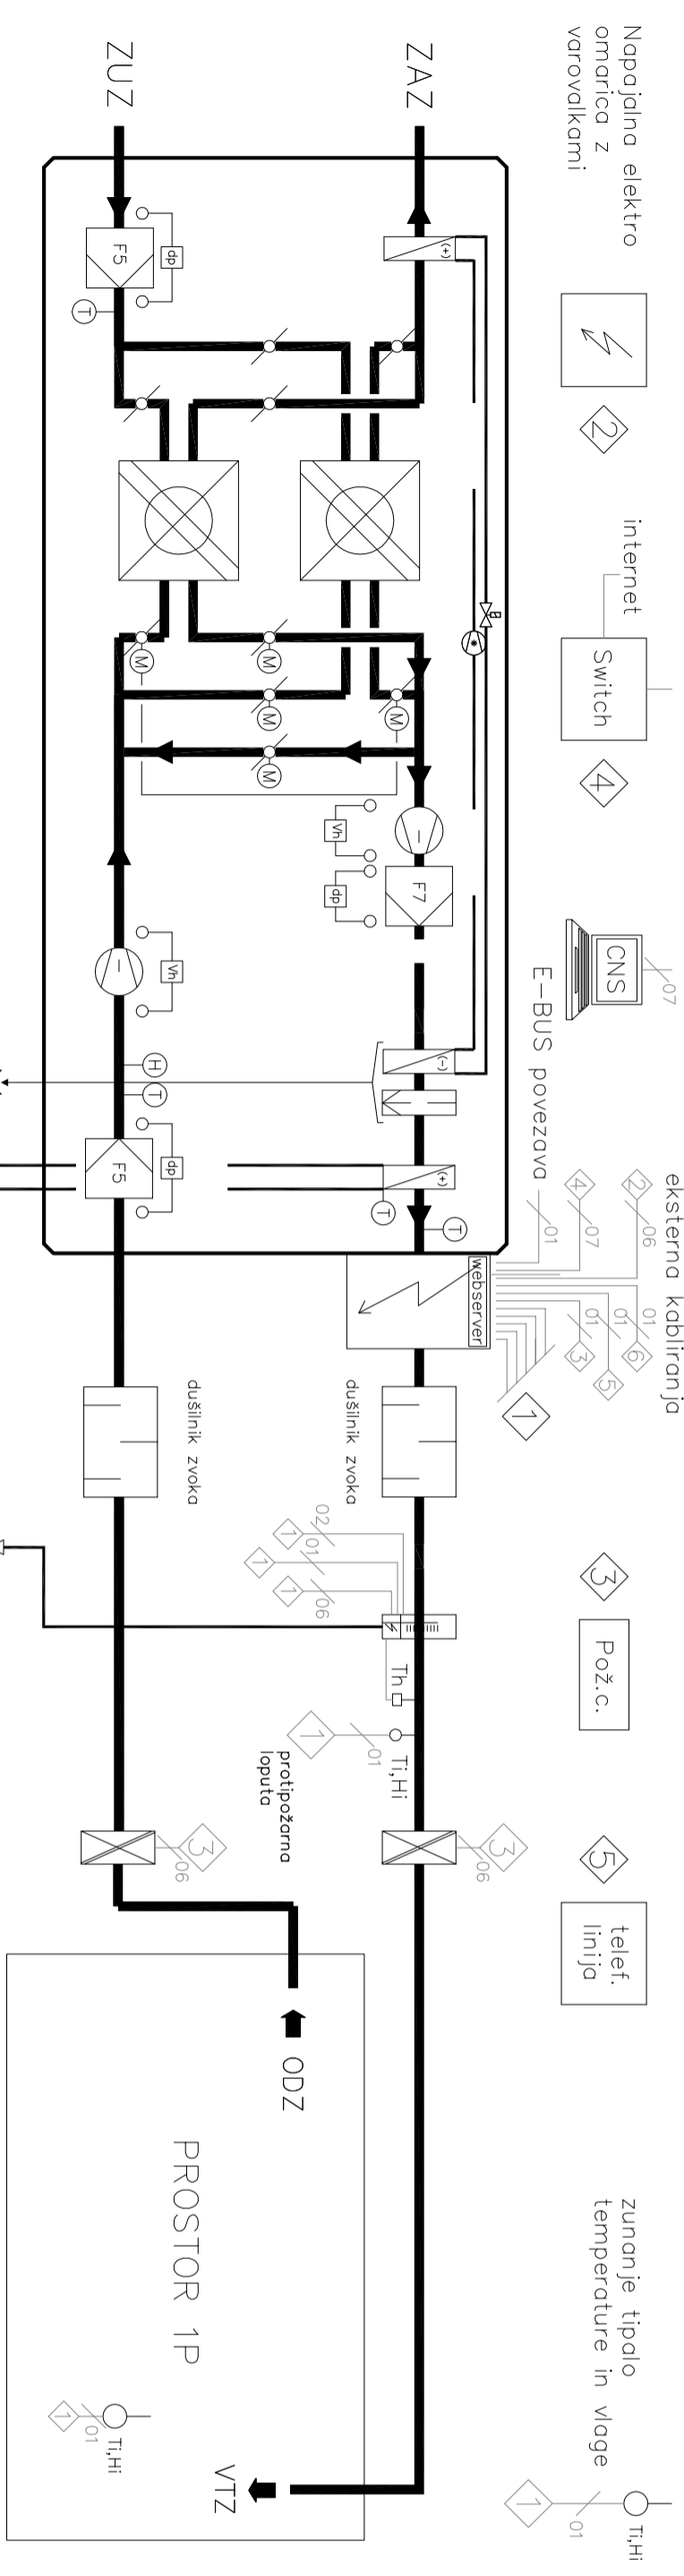 Napajalna elektro
omarica z
varovalkami
2
internet
Switch
4
CNS
07
E-BUS povezava
eksterna kabliranja
2
06
4
07
01
01
6
01
5
01
3
1
webserver
3
Pož.c.
5
telef.
linija
zunanje tipalo
temperature in vlage
1
01
Ti,Hi
ZAZ
(+)
M
M
M
M
M
Vh
dp
F7
(-)
(+)
T
T
dušilnik zvoka
02
1
01
1
06
1
Th
Ti,Hi
01
1
3
06
ZUZ
F5
dp
T
Vh
H
T
dp
F5
dušilnik zvoka
protipožarna
loputa
3
06
ODZ
PROSTOR 1P
VTZ
1
01
Ti,Hi